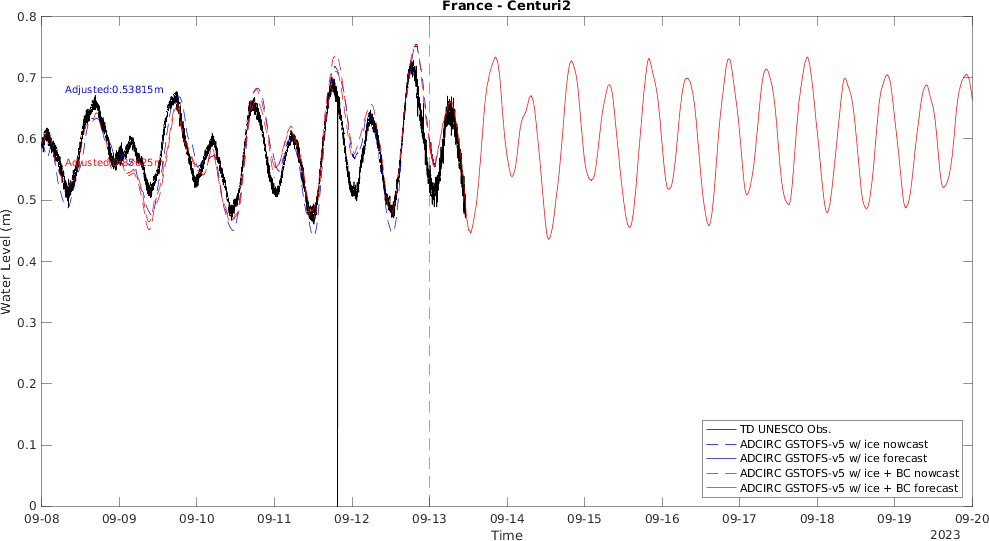 France - Centuri2
0.8
0.7
0.6
0.5
0.4
0.3
0.2
0.1
0
Water Level (m)
Adjusted:0.53815m
09-08
09-09
09-10
09-11
09-12
09-13
09-14
09-15
09-16
09-17
09-18
09-19
09-20
Time
2023
TD UNESCO Obs.
ADCIRC GSTOFS-v5 w/ ice nowcast
ADCIRC GSTOFS-v5 w/ ice forecast
ADCIRC GSTOFS-v5 w/ ice + BC nowcast
ADCIRC GSTOFS-v5 w/ ice + BC forecast